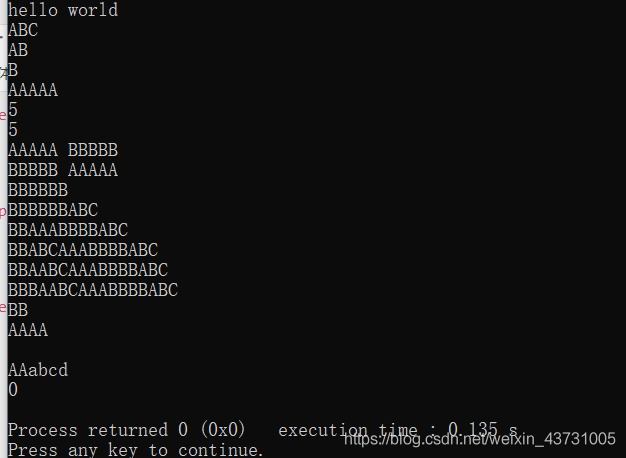 hello world
ABC
AB
B
AAAAA
5
5
AAAAA BBBBB
BBBBB AAAAA
BBBBBB
BBBBBBABC
BBAAABBBBABC
BBABCAAABBBBABC
BBAABCAAABBBBABC
BBBAABCAAABBBBABC
BB
AAAA
AAabcd
0
Process returned 0 (0x0)   execution time : 0.135 s
https://blog.csdn.net/weixin_43731005
Press any key to continue.